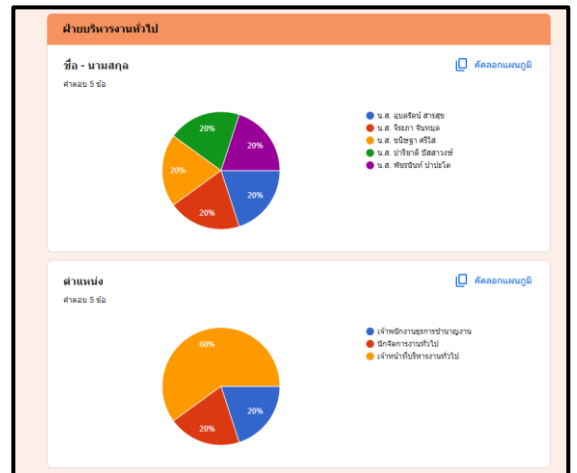 ฝ่ายบริหารงานทั่วไป
ชื่อ - นามสกุล
คัดลอกแผนภูมิ
คำตอบ 5 ข้อ
20%
20%
20%
20%
20%
น.ส. อุบลรัตน์ สารสุข
น.ส. จีระภา จันทมุด
น.ส. ขนิษฐา ศรีใส
น.ส. ปาริชาติ ปัสสาวงษ์
น.ส. พัชรนันท์ ปาปะโต
ตำแหน่ง
คัดลอกแผนภูมิ
คำตอบ 5 ข้อ
60%
20%
20%
เจ้าพนักงานธุรการชำนาญงาน
นักจัดการงานทั่วไป
เจ้าหน้าที่บริหารงานทั่วไป